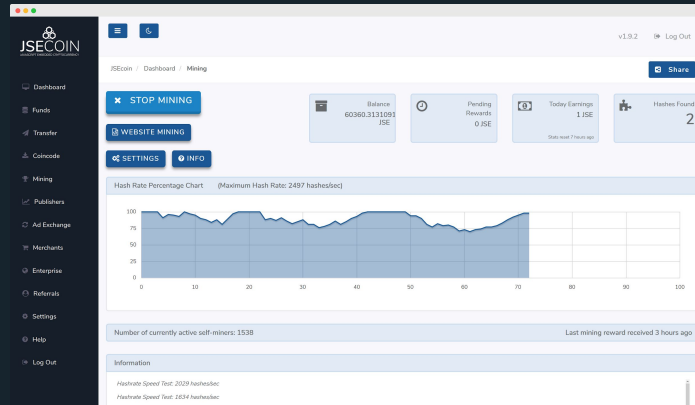 JSECOIN
JAVASCRIPT EMBEDDED CRYPTOCURRENCY
v1.9.2
Log Out
JSEcoin / Dashboard / Mining
Share
Dashboard
Funds
Transfer
Coincode
Mining
Publishers
Ad Exchange
Merchants
Enterprise
Referrals
Settings
Help
Log Out
STOP MINING
WEBSITE MINING
SETTINGS
INFO
Balance
60360.3131091
JSE
Pending
Rewards
0 JSE
Today Earnings
1 JSE
Stats reset 7 hours ago
Hashes Found
2
Hash Rate Percentage Chart (Maximum Hash Rate: 2497 hashes/sec)
100
75
50
25
0
0 10 20 30 40 50 60 70 80 90 100
Number of currently active self-miners: 1538
Last mining reward received 3 hours ago
Information
Hashrate Speed Test: 2029 hashes/sec
Hashrate Speed Test: 1634 hashes/sec